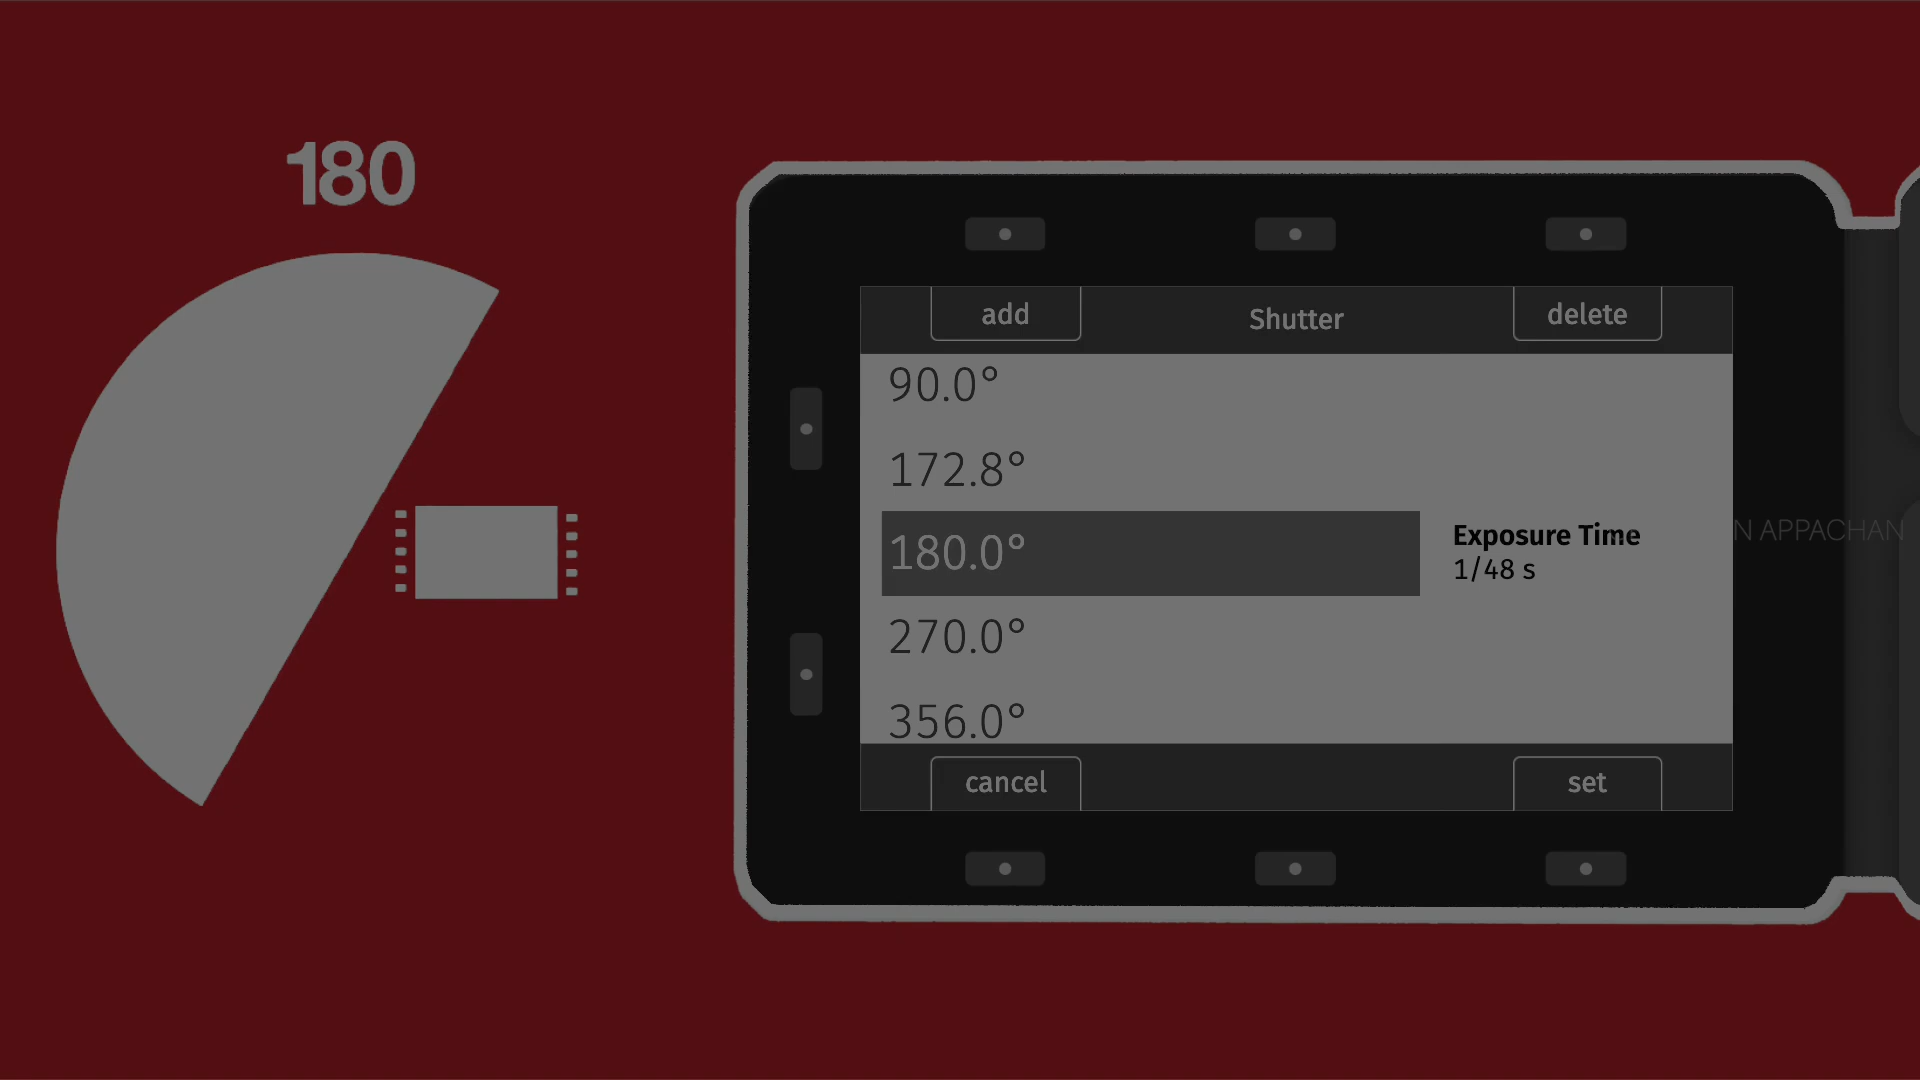 180
add
Shutter
delete
90.0°
172.8°
180.0°
Exposure Time
1/48 s
N APPACHAN
270.0°
356.0°
cancel
set